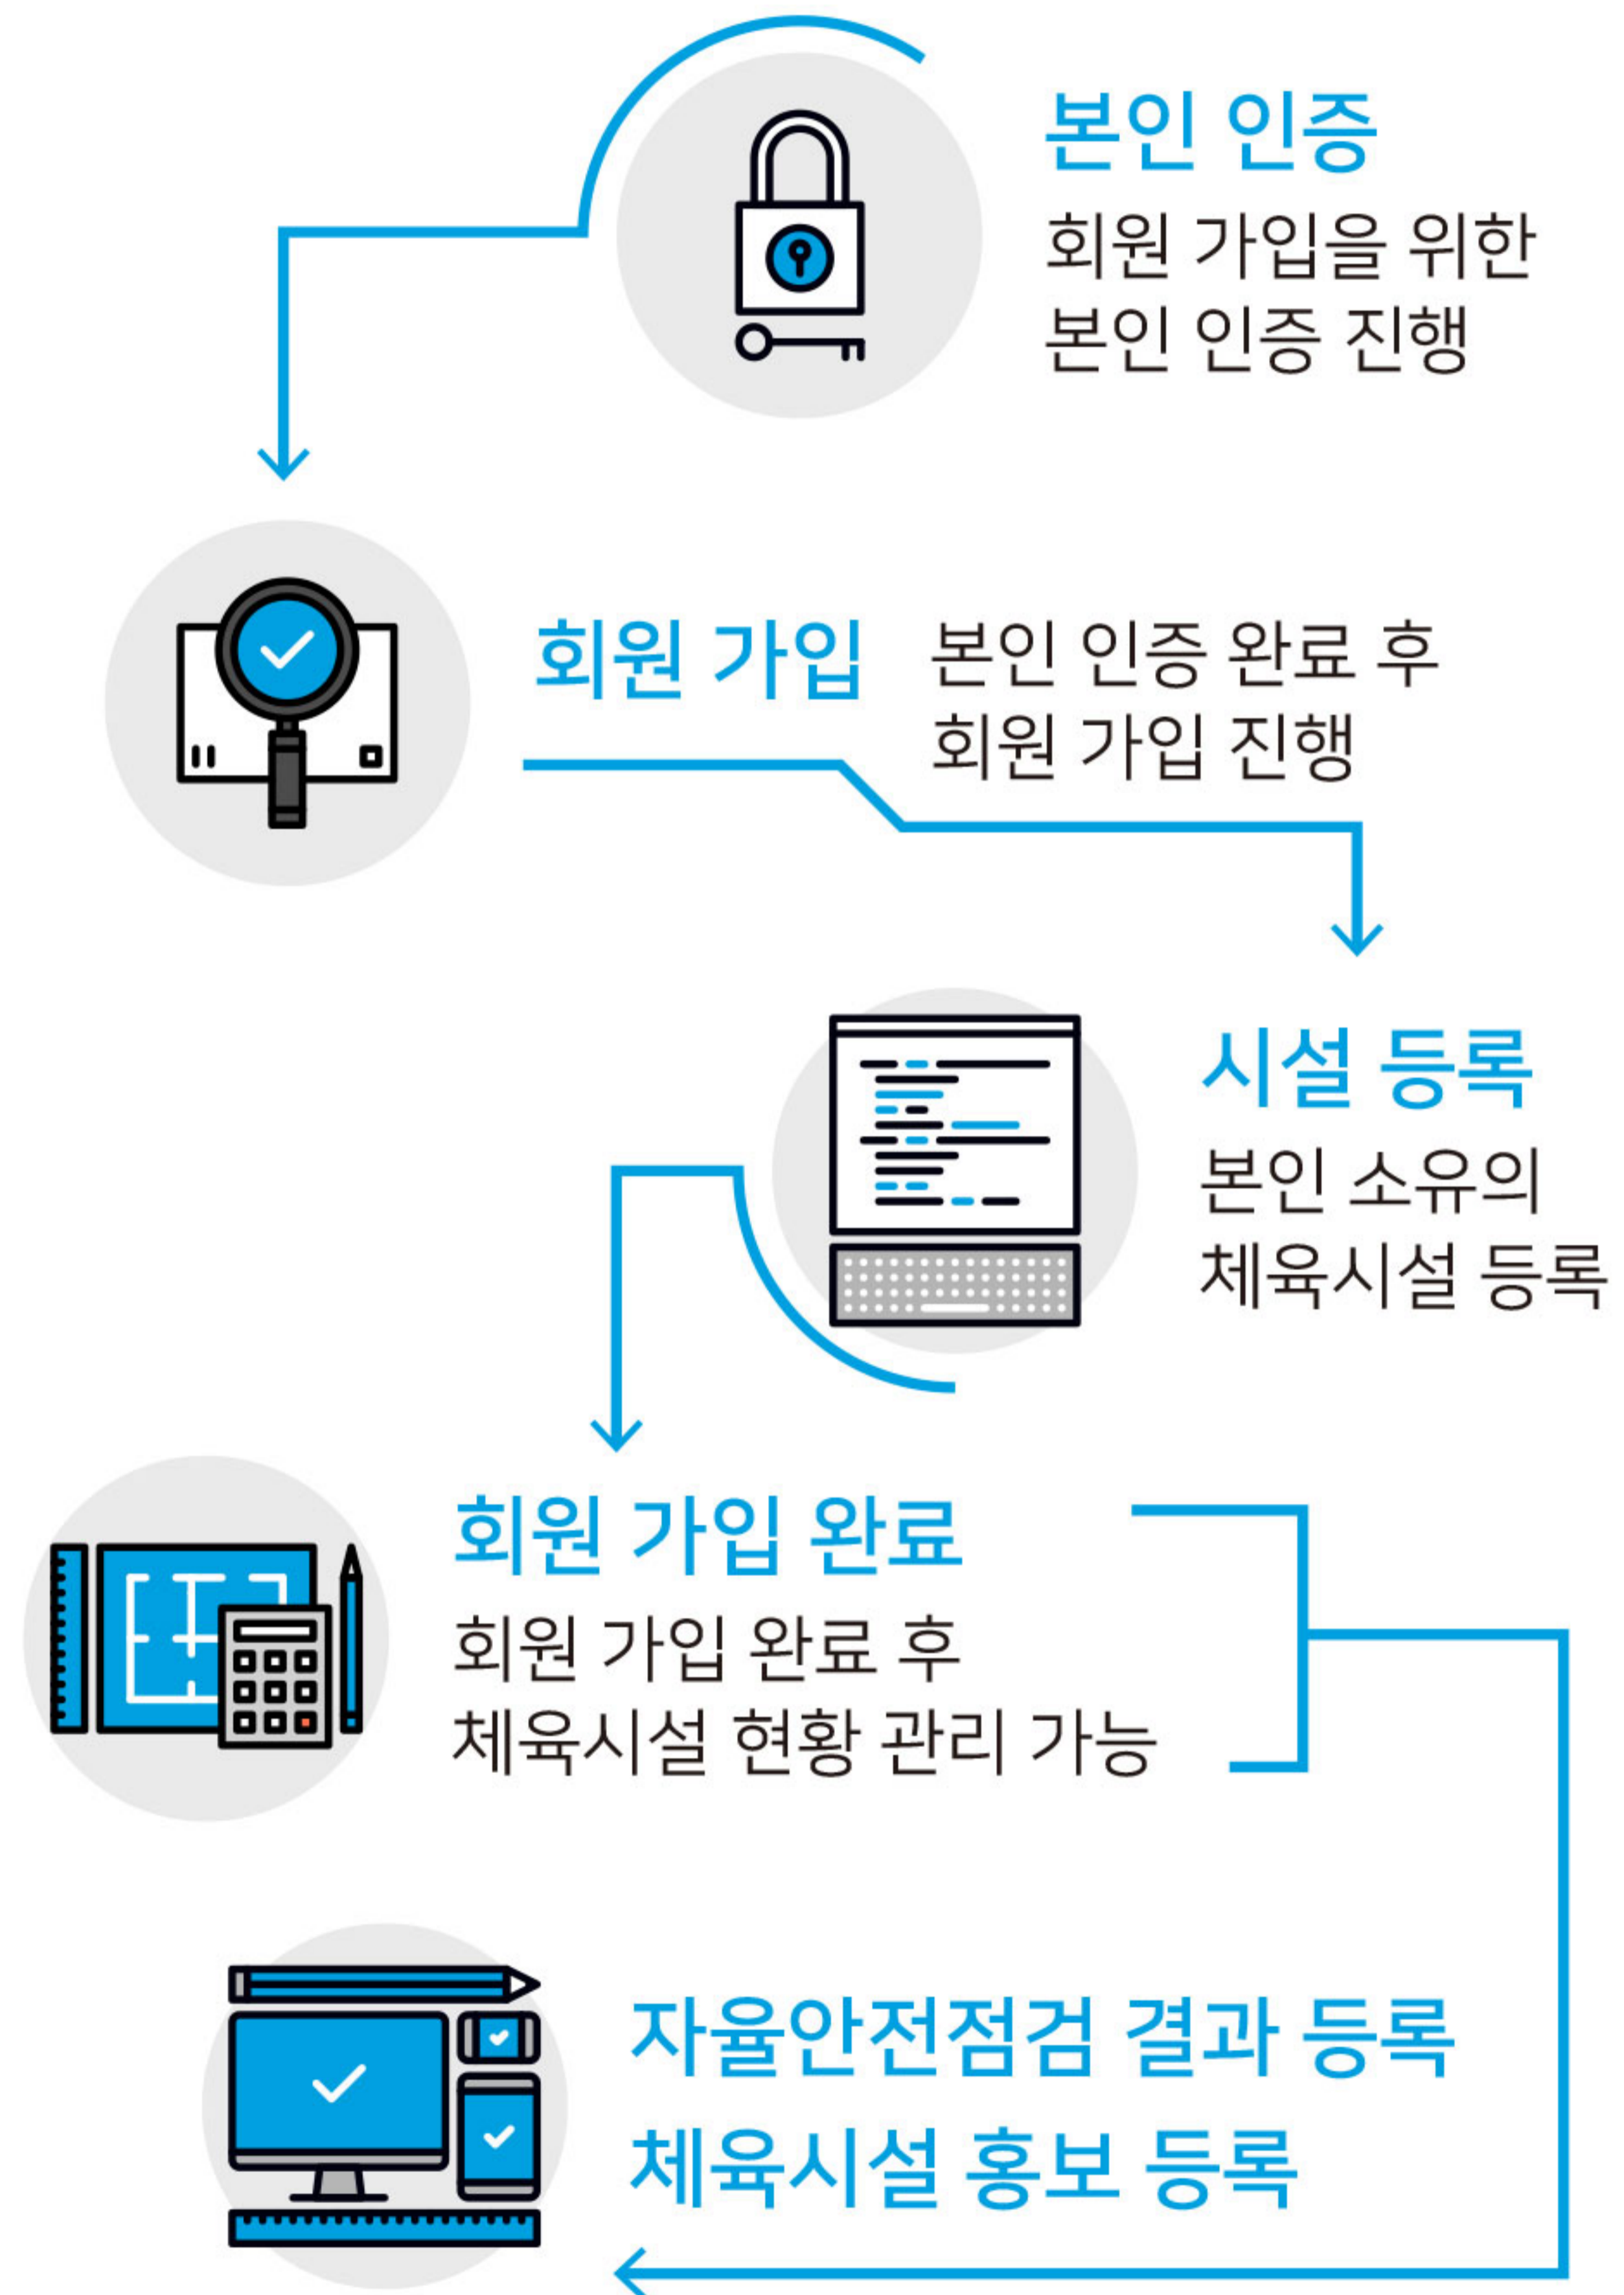 본인 인증
회원 가입을 위한
본인 인증 진행
회원 가입
본인 인증 완료 후
회원 가입 진행
시설 등록
본인 소유의
체육시설 등록
회원 가입 완료
회원 가입 완료 후
체육시설 현황 관리 가능
자율안전점검 결과 등록
체육시설 홍보 등록